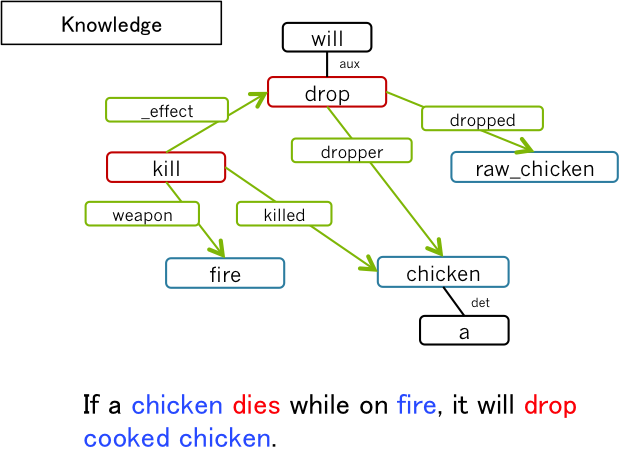 Knowledge
will
aux
drop
_effect
dropped
dropper
kill
raw_chicken
weapon
killed
fire
chicken
det
a
If a chicken dies while on fire, it will drop
cooked chicken.